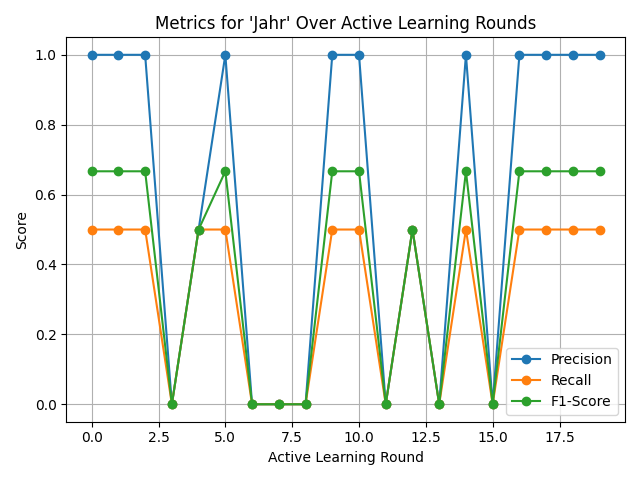 Metrics for 'Jahr' Over Active Learning Rounds
Score
1.0
0.8
0.6
0.4
0.2
0.0
0.0 2.5 5.0 7.5 10.0 12.5 15.0 17.5
Active Learning Round
Precision
Recall
F1-Score